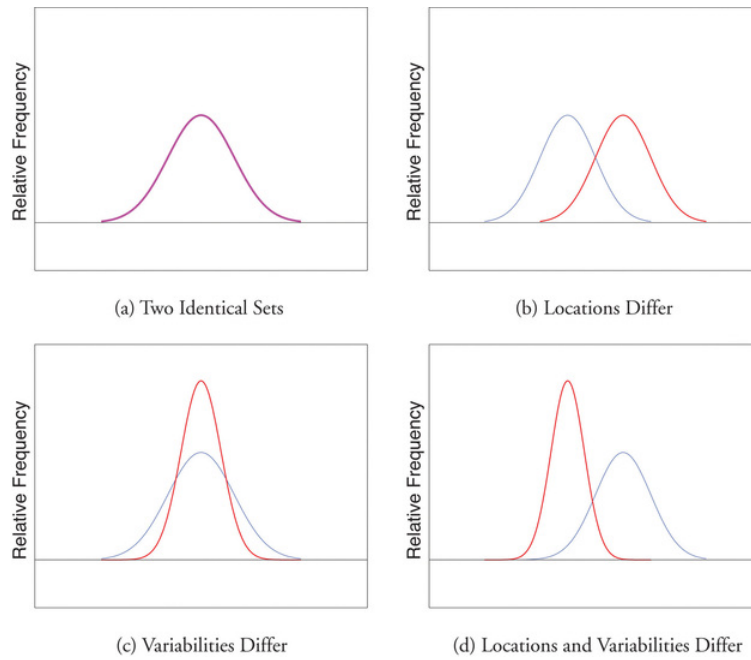 Relative Frequency
Relative Frequency
(a) Two Identical Sets
(b) Locations Differ
Relative Frequency
Relative Frequency
(c) Variabilities Differ
(d) Locations and Variabilities Differ